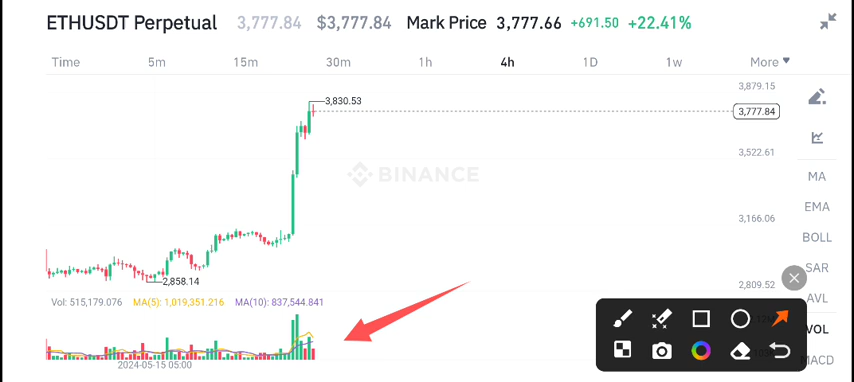 ETHUSDT Perpetual 3,777.84 $3,777.84 Mark Price 3,777.66 +691.50 +22.41%
Time 5m 15m 30m 1h 4h 1D 1w More
3,879.15
3,830.53
3,777.84
3,522.61
MA
BINANCE
EMA
3,166.06
BOLL
SAR
2,858.14
2,809.52
AVL
Vol: 515,179.076 MA(5): 1,019,351.216 MA(10): 837,544.841
VOL
MACD
2024-05-15 05:00